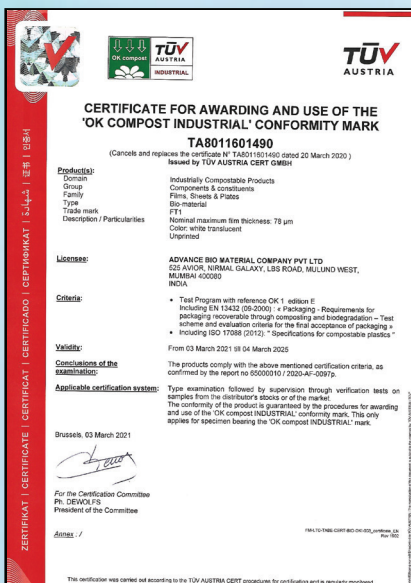 OK compost
TÜV
AUSTRIA
INDUSTRIAL
TÜV
AUSTRIA
CERTIFICATE FOR AWARDING AND USE OF THE
'OK COMPOST INDUSTRIAL' CONFORMITY MARK
TA8011601490
(Cancels and replaces the certificate N° TA8011601490 dated 20 March 2020 )
Issued by TÜV AUSTRIA CERT GMBH
Product(s):
Domain Industrially Compostable Products
Group Components & constituents
Family Films, Sheets & Plates
Type Bio-material
Trade mark FT1
Description / Particularities Nominal maximum film thickness: 78 µm
Color: white translucent
Unprinted
Licensee: ADVANCE BIO MATERIAL COMPANY PVT LTD
525 AVIOR, NIRMAL GALAXY, LBS ROAD, MULUND WEST,
MUMBAI 400080
INDIA
Criteria: • Test Program with reference OK 1 edition E
Including EN 13432 (09-2000) : « Packaging - Requirements for
packaging recoverable through composting and biodegradation – Test
scheme and evaluation criteria for the final acceptance of packaging »
• Including ISO 17088 (2012): " Specifications for compostable plastics "
Validity: From 03 March 2021 till 04 March 2025
Conclusions of the
examination: The products comply with the above mentioned certification criteria, as
confirmed by the report no 65000010 / 2020-AF-0097p.
Applicable certification system: Type examination followed by supervision through verification tests on
samples from the distributor's stocks or of the market.
The conformity of the product is guaranteed by the procedures for awarding
and use of the 'OK compost INDUSTRIAL' conformity mark. This only
applies for specimen bearing the 'OK compost INDUSTRIAL' mark.
Brussels, 03 March 2021
For the Certification Committee
Ph. DEWOLFS
President of the Committee
Annex : /
This certification was carried out according to the TÜV AUSTRIA CERT procedures for certification and is regularly monitored
ZERTIFIKAT | CERTIFICATE | CERTIFICAT | CERTIFICADO | СЕРТИФИКАТ | شهادة | 证书 | 인증서